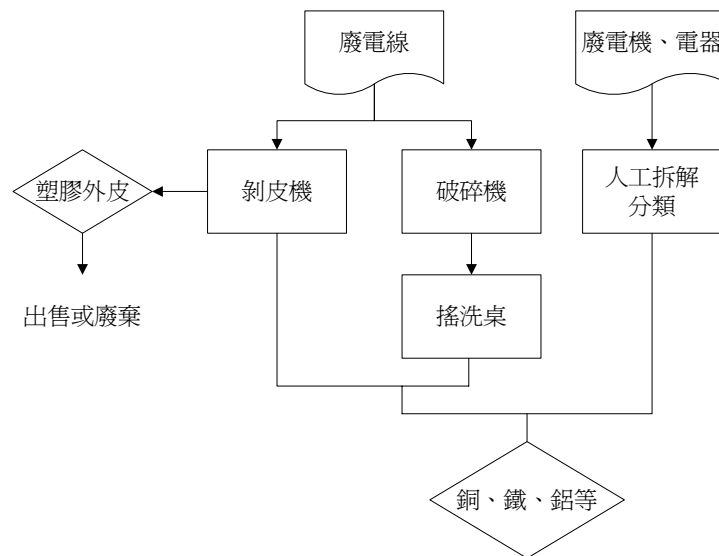 廢電線
廢電機、電器
塑膠外皮
剝皮機
破碎機
人工拆解
分類
出售或廢棄
搖洗桌
銅、鐵、鋁等